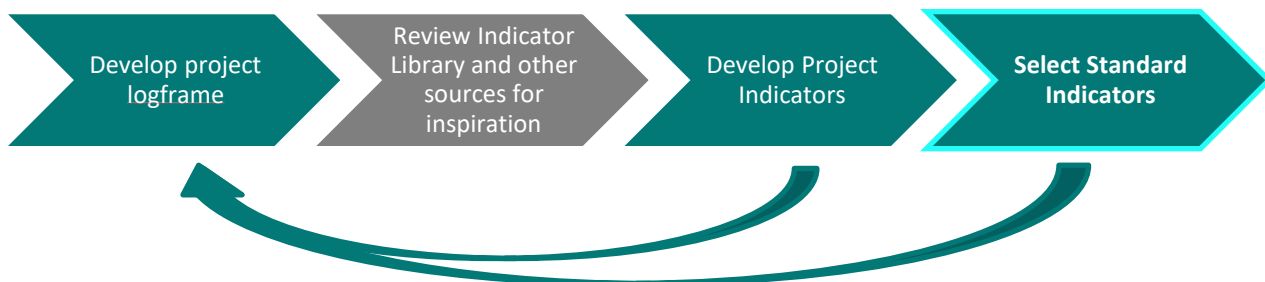 Develop project
logframe
Review Indicator
Library and other
sources for
inspiration
Develop Project
Indicators
Select Standard
Indicators